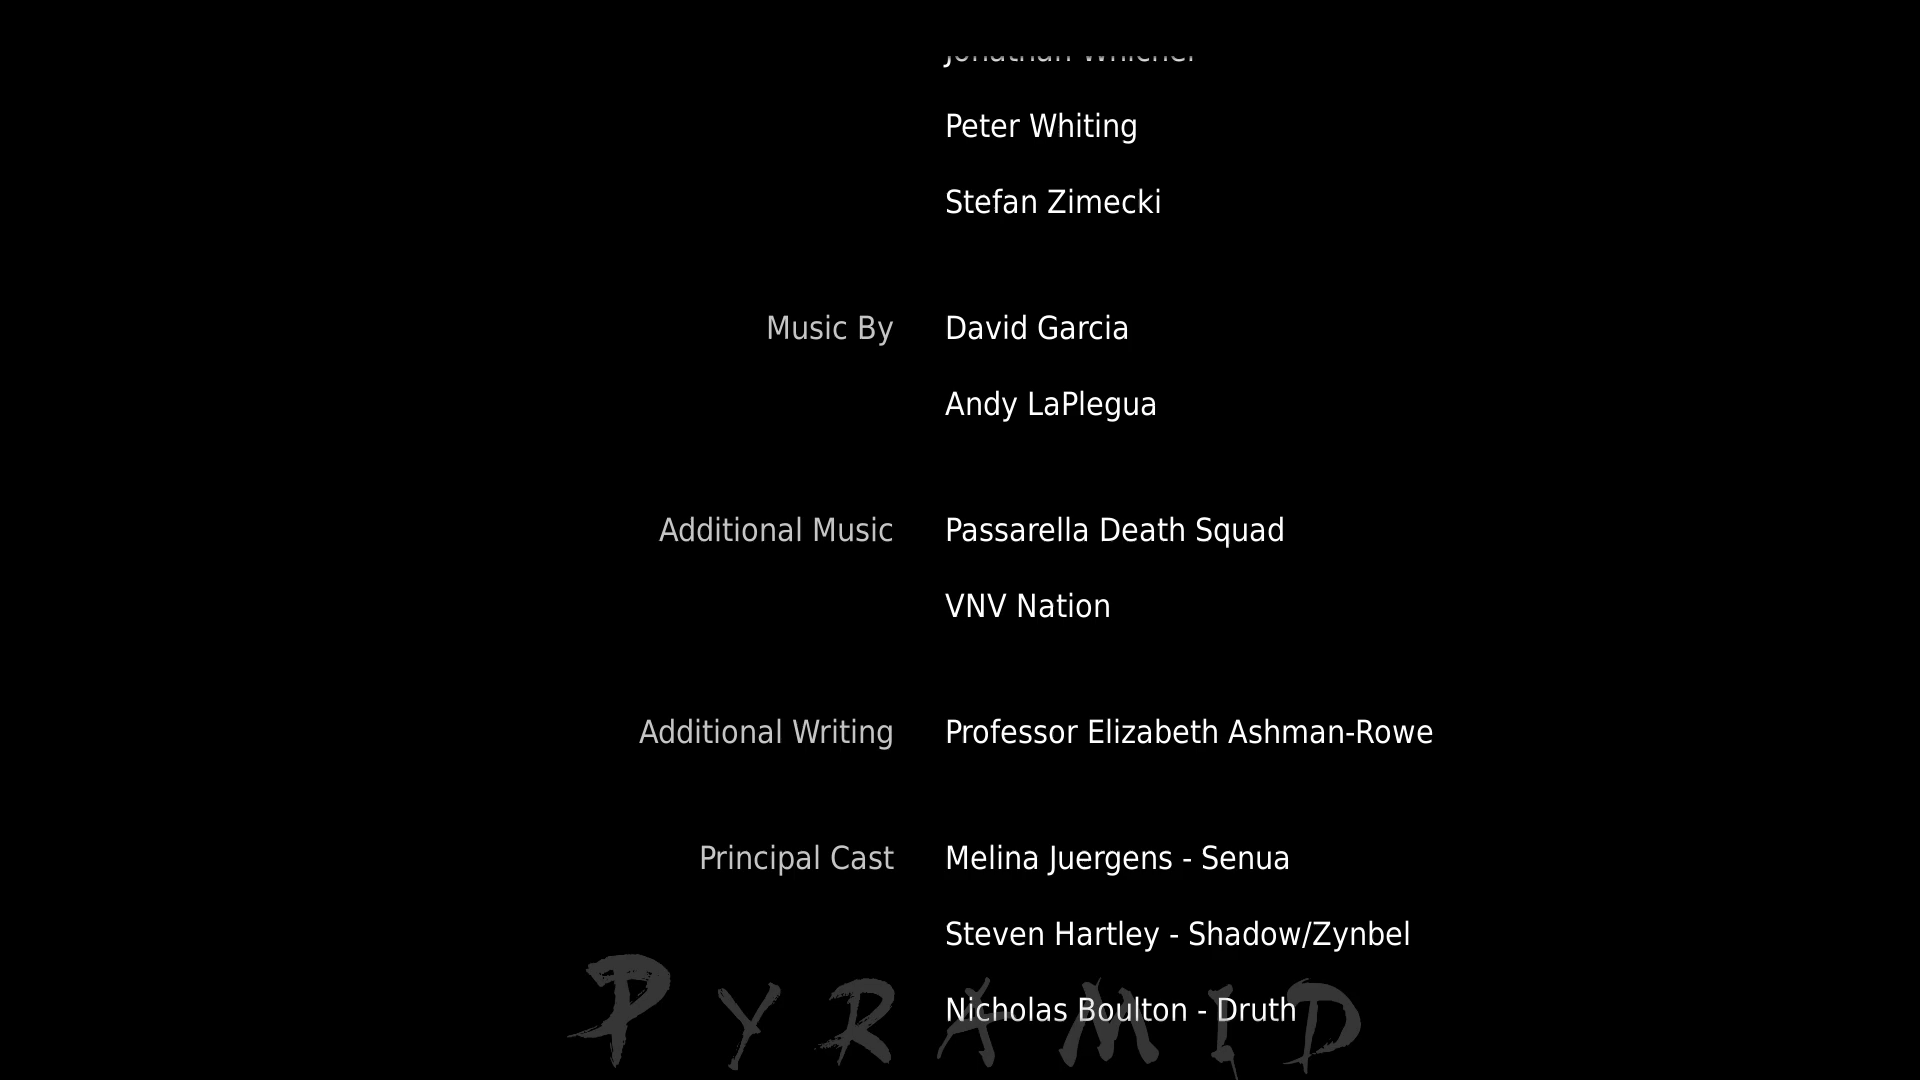 Peter Whiting
Stefan Zimecki
Music By David Garcia
Andy LaPlegua
Additional Music Passarella Death Squad
VNV Nation
Additional Writing Professor Elizabeth Ashman-Rowe
Principal Cast Melina Juergens - Senua
Steven Hartley - Shadow/Zynbel
Nicholas Boulton - Druth
PYRAMID